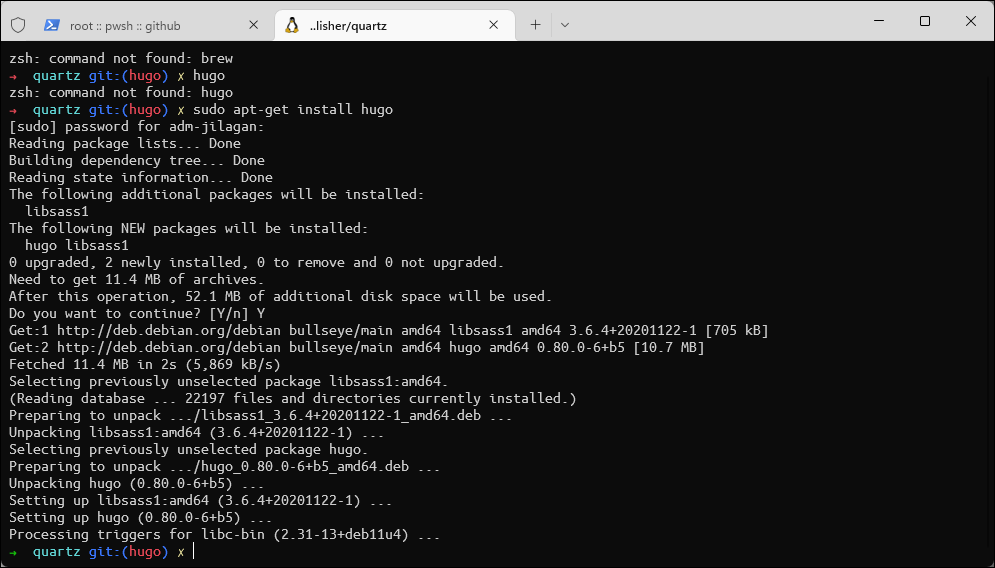 root :: pwsh :: github
..lisher/quartz
zsh: command not found: brew
→ quartz git:(hugo) ✗ hugo
zsh: command not found: hugo
→ quartz git:(hugo) ✗ sudo apt-get install hugo
[sudo] password for adm-jilagan:
Reading package lists... Done
Building dependency tree... Done
Reading state information... Done
The following additional packages will be installed:
  libsass1
The following NEW packages will be installed:
  hugo libsass1
0 upgraded, 2 newly installed, 0 to remove and 0 not upgraded.
Need to get 11.4 MB of archives.
After this operation, 52.1 MB of additional disk space will be used.
Do you want to continue? [Y/n] Y
Get:1 http://deb.debian.org/debian bullseye/main amd64 libsass1 amd64 3.6.4+20201122-1 [705 kB]
Get:2 http://deb.debian.org/debian bullseye/main amd64 hugo amd64 0.80.0-6+b5 [10.7 MB]
Fetched 11.4 MB in 2s (5,869 kB/s)
Selecting previously unselected package libsass1:amd64.
(Reading database ... 22197 files and directories currently installed.)
Preparing to unpack .../libsass1_3.6.4+20201122-1_amd64.deb ...
Unpacking libsass1:amd64 (3.6.4+20201122-1) ...
Selecting previously unselected package hugo.
Preparing to unpack .../hugo_0.80.0-6+b5_amd64.deb ...
Unpacking hugo (0.80.0-6+b5) ...
Setting up libsass1:amd64 (3.6.4+20201122-1) ...
Setting up hugo (0.80.0-6+b5) ...
Processing triggers for libc-bin (2.31-13+deb11u4) ...
→ quartz git:(hugo) ✗